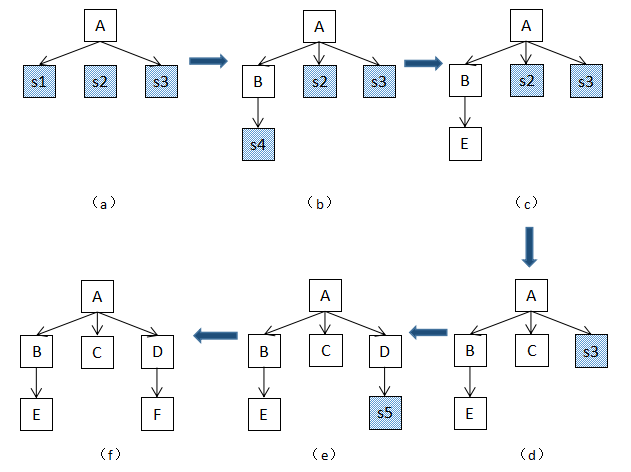 A A A
s1 s2 s3 B s2 s3 B s2 s3
s4 E
（a） （b） （c）
A A A
B C D B C D B C s3
E F E s5 E
（f） （e） （d）